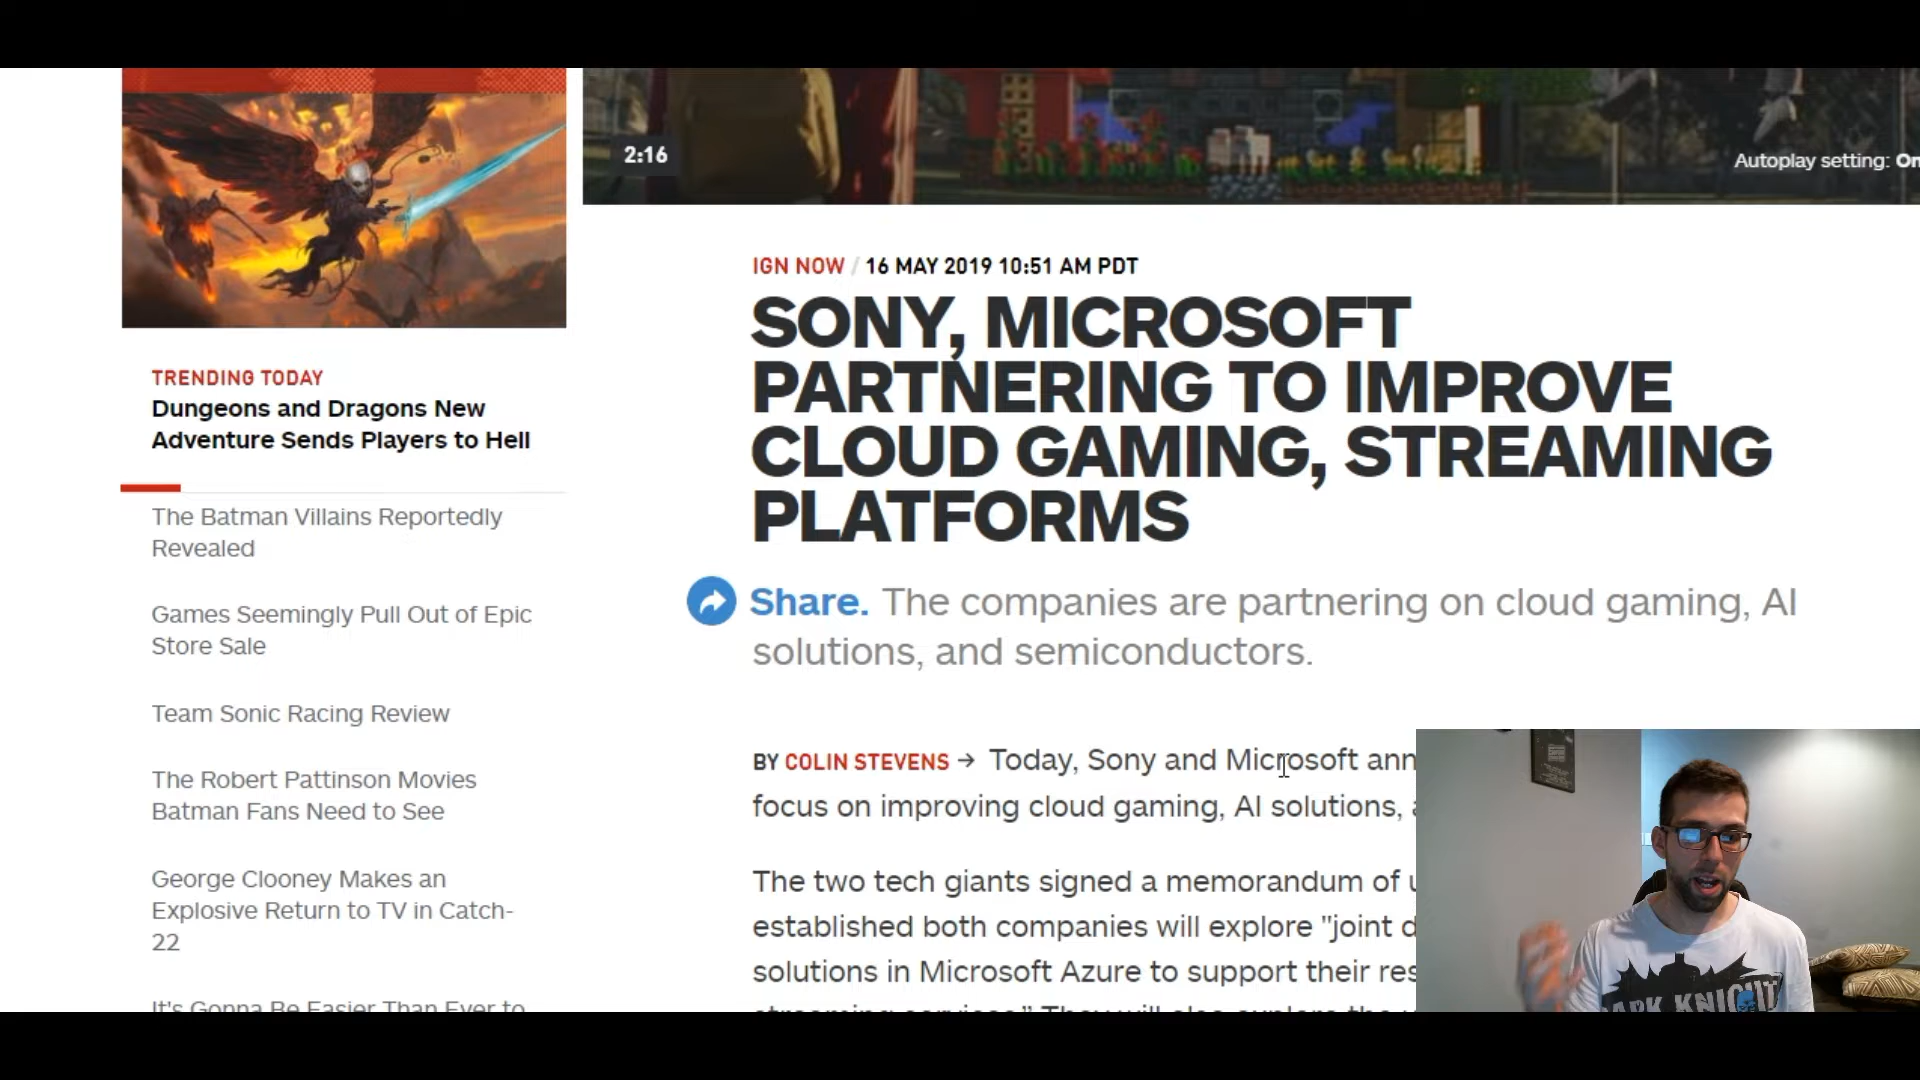 2:16
Autoplay setting: On
IGN NOW / 16 MAY 2019 10:51 AM PDT
SONY, MICROSOFT
PARTNERING TO IMPROVE
CLOUD GAMING, STREAMING
PLATFORMS
Share. The companies are partnering on cloud gaming, AI
solutions, and semiconductors.
BY COLIN STEVENS → Today, Sony and Microsoft ann
focus on improving cloud gaming, AI solutions,
The two tech giants signed a memorandum of
established both companies will explore "joint d
solutions in Microsoft Azure to support their res
TRENDING TODAY
Dungeons and Dragons New
Adventure Sends Players to Hell
The Batman Villains Reportedly
Revealed
Games Seemingly Pull Out of Epic
Store Sale
Team Sonic Racing Review
The Robert Pattinson Movies
Batman Fans Need to See
George Clooney Makes an
Explosive Return to TV in Catch-
22
It's Gonna Be Easier Than Ever to
ARK KNIGHT